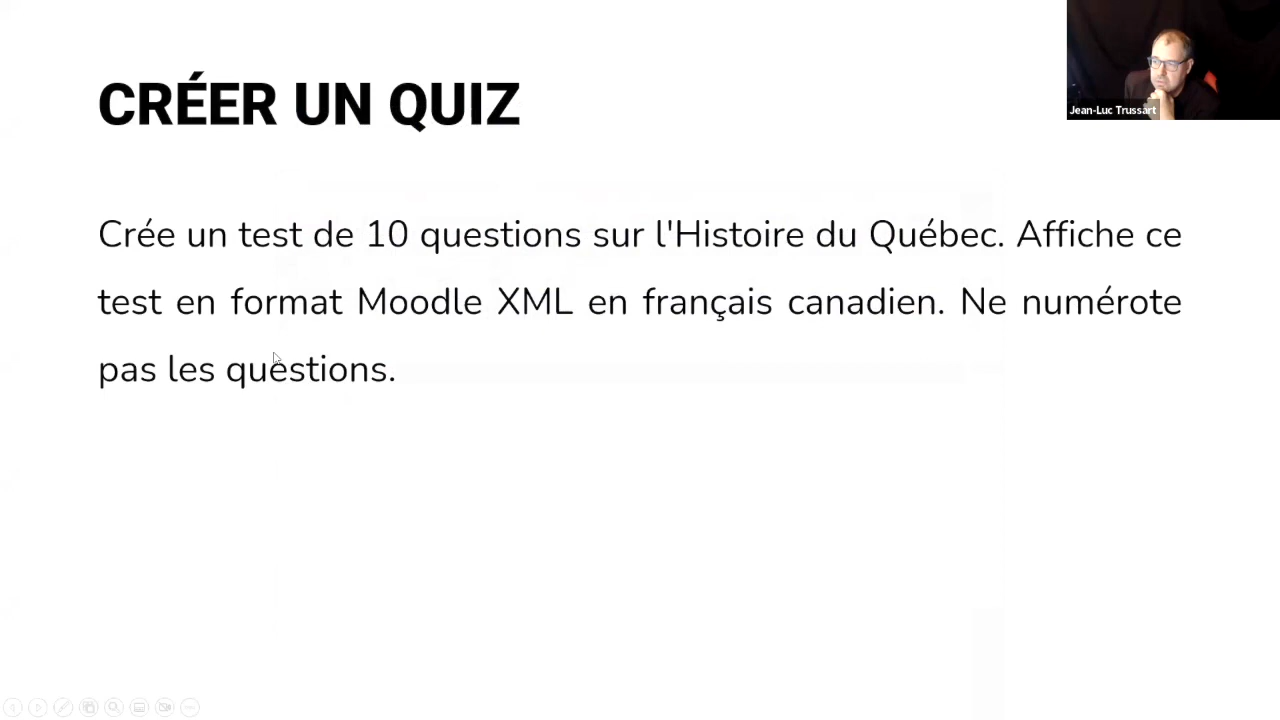 CRÉER UN QUIZ
Jean-Luc Trussart
Crée un test de 10 questions sur l'Histoire du Québec. Affiche ce
test en format Moodle XML en français canadien. Ne numérote
pas les questions.